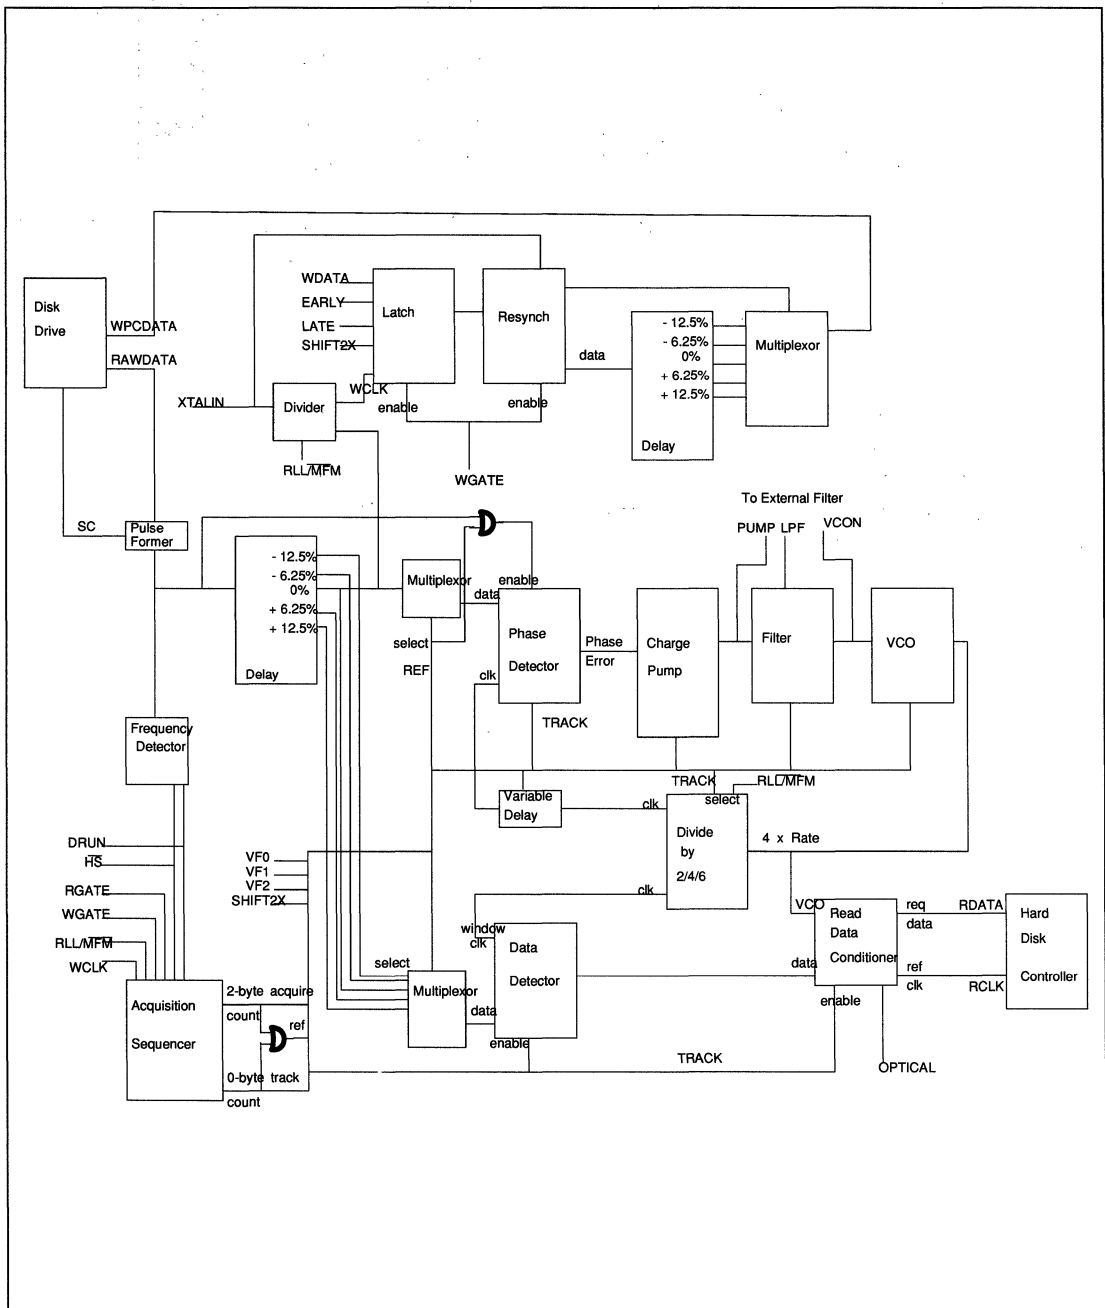 Disk
Drive
WPCDATA
RAWDATA
SC
Pulse
Former
WDATA
EARLY
LATE
SHIFT2X
Latch
WCLK
enable
Resynch
enable
data
XTALIN
Divider
RLL/M̅F̅M̅
WGATE
- 12.5%
- 6.25%
0%
+ 6.25%
+ 12.5%
Delay
Multiplexor
To External Filter
PUMP LPF VCON
- 12.5%
- 6.25%
0%
+ 6.25%
+ 12.5%
Delay
Multiplexor
data
enable
select
REF
clk
Phase
Detector
Phase
Error
Charge
Pump
Filter
VCO
TRACK
TRACK
RLL/M̅F̅M̅
select
Variable
Delay
clk
Divide
by
2/4/6
4 x Rate
clk
Frequency
Detector
DRUN
H̅S̅
RGATE
WGATE
RLL/M̅F̅M̅
WCLK
VF0
VF1
VF2
SHIFT2X
Acquisition
Sequencer
2-byte acquire
count
ref
0-byte track
count
select
Multiplexor
data
window
clk
Data
Detector
enable
TRACK
VCO
data
Read
Data
Conditioner
enable
OPTICAL
req
data
RDATA
ref
clk
RCLK
Hard
Disk
Controller